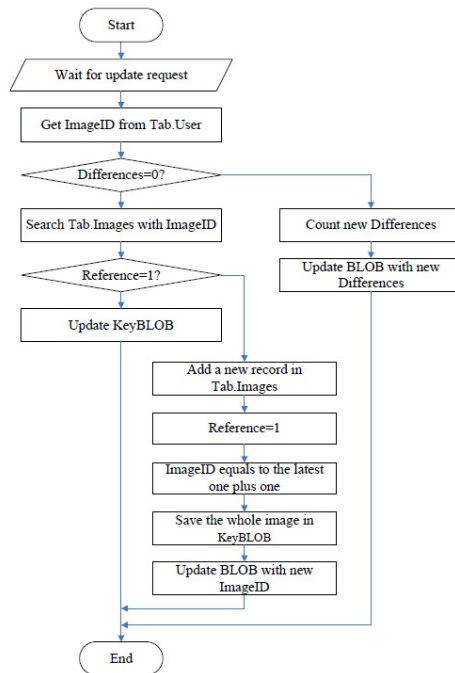 Start
Wait for update request
Get ImageID from Tab.User
Differences=0?
Search Tab.Images with ImageID
Count new Differences
Update BLOB with new
Differences
Reference=1?
Update KeyBLOB
Add a new record in
Tab.Images
Reference=1
ImageID equals to the latest
one plus one
Save the whole image in
KeyBLOB
Update BLOB with new
ImageID
End